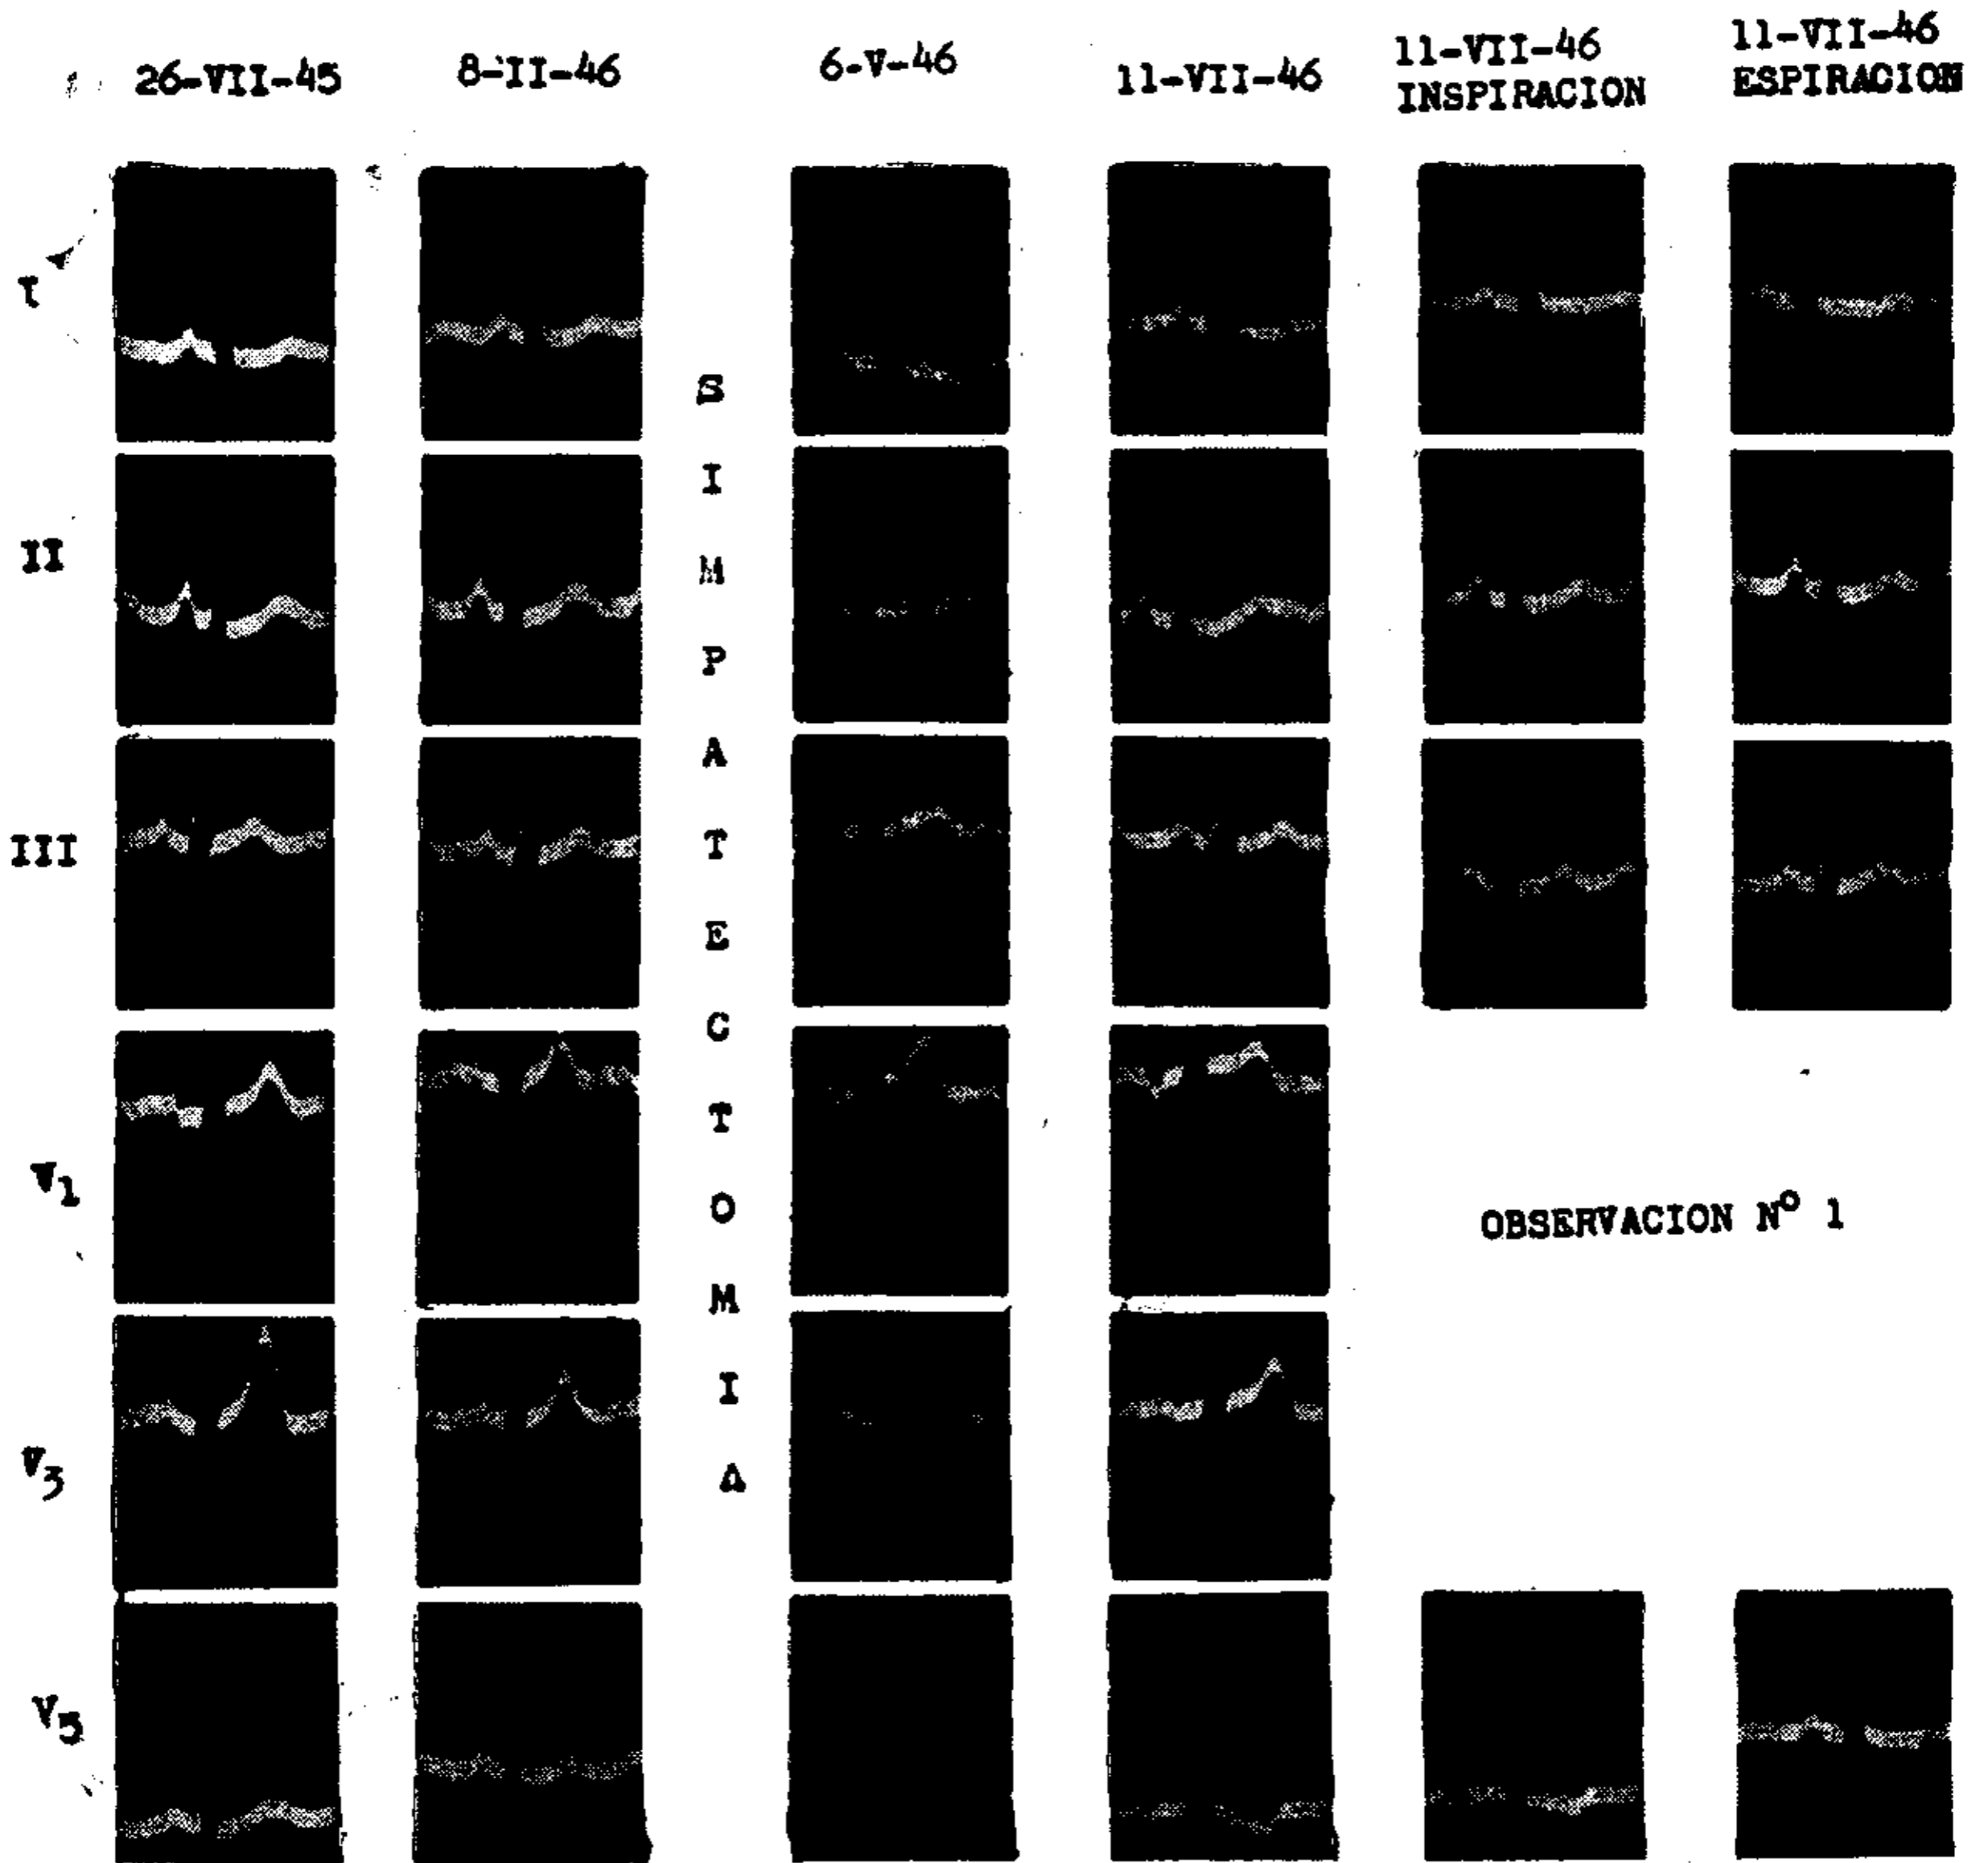 26-VII-45
8-II-46
6-V-46
11-VII-46
11-VII-46
INSPIRACION
11-VII-46
ESPIRACION
I
II
III
V1
V3
V5
SIMPATECTOMIA
OBSERVACION Nº 1